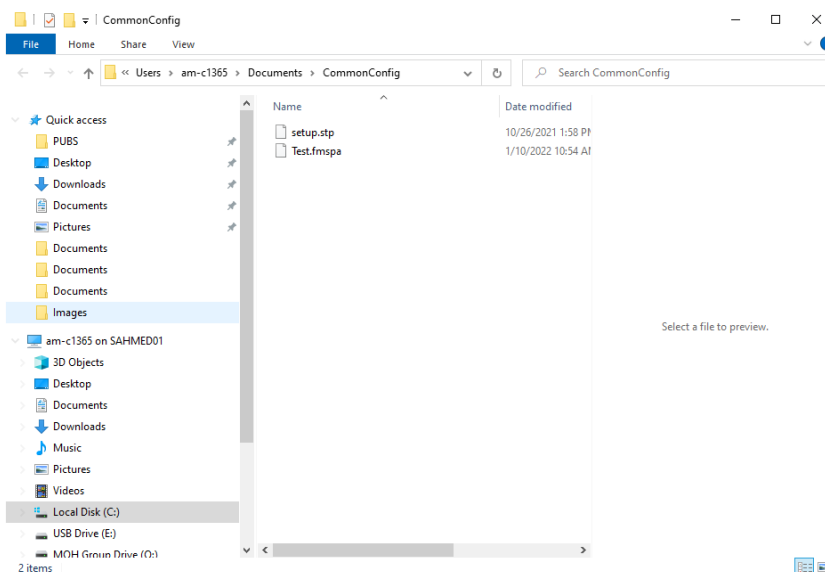 CommonConfig
File Home Share View
« Users › am-c1365 › Documents › CommonConfig
Search CommonConfig
Quick access
PUBS
Desktop
Downloads
Documents
Pictures
Documents
Documents
Documents
Images
am-c1365 on SAHMED01
3D Objects
Desktop
Documents
Downloads
Music
Pictures
Videos
Local Disk (C:)
USB Drive (E:)
MOH Group Drive (O:)
Name Date modified
setup.stp 10/26/2021 1:58 PM
Test.fmspa 1/10/2022 10:54 AM
Select a file to preview.
2 items